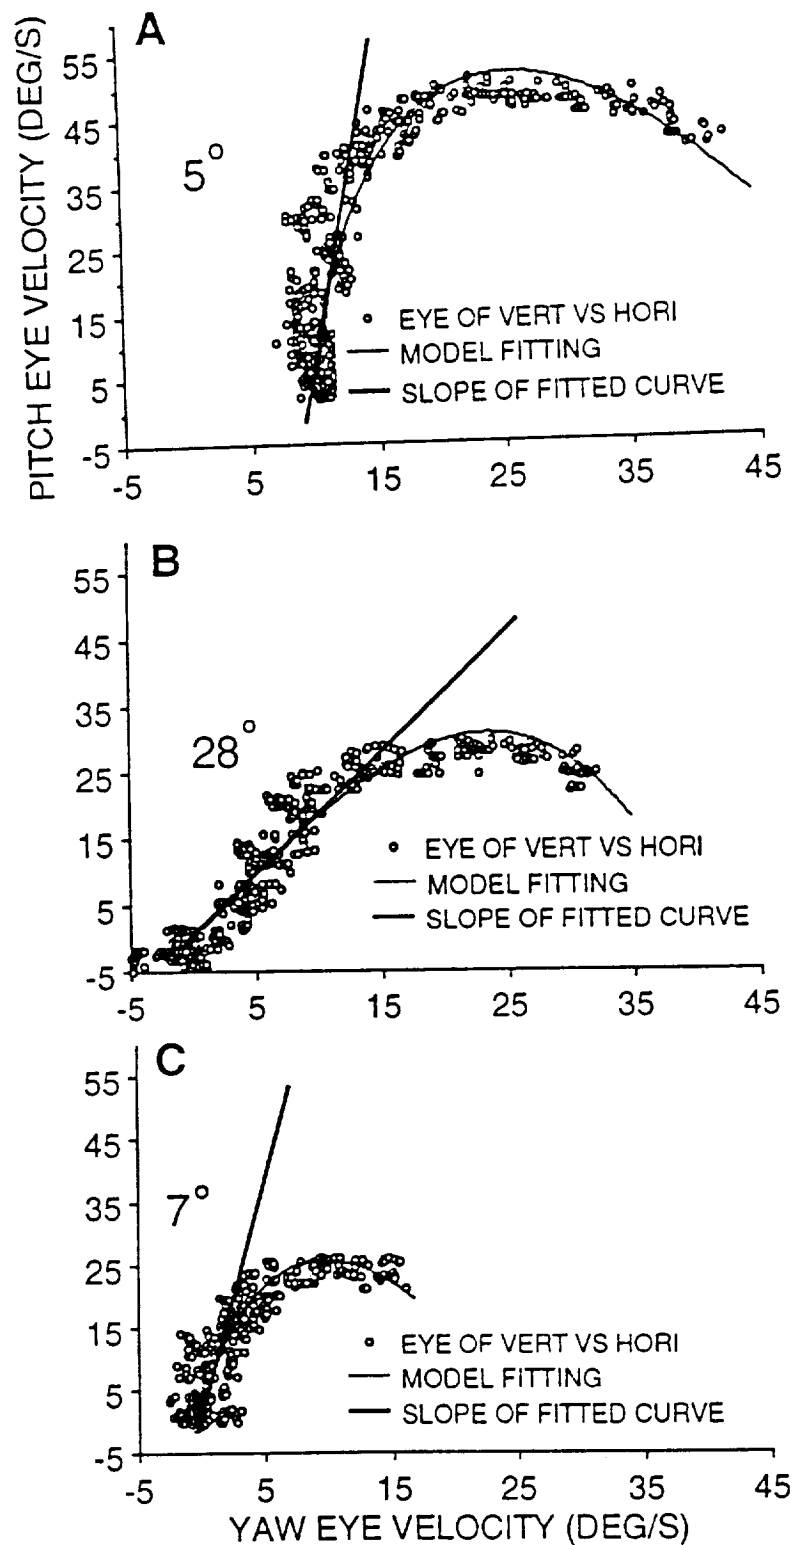 A
PITCH EYE VELOCITY (DEG/S)
55
45
35
25
15
5
-5
5°
EYE OF VERT VS HORI
MODEL FITTING
SLOPE OF FITTED CURVE
-5 5 15 25 35 45
B
55
45
35
25
15
5
-5
28°
EYE OF VERT VS HORI
MODEL FITTING
SLOPE OF FITTED CURVE
-5 5 15 25 35 45
C
55
45
35
25
15
5
-5
7°
EYE OF VERT VS HORI
MODEL FITTING
SLOPE OF FITTED CURVE
-5 5 15 25 35 45
YAW EYE VELOCITY (DEG/S)